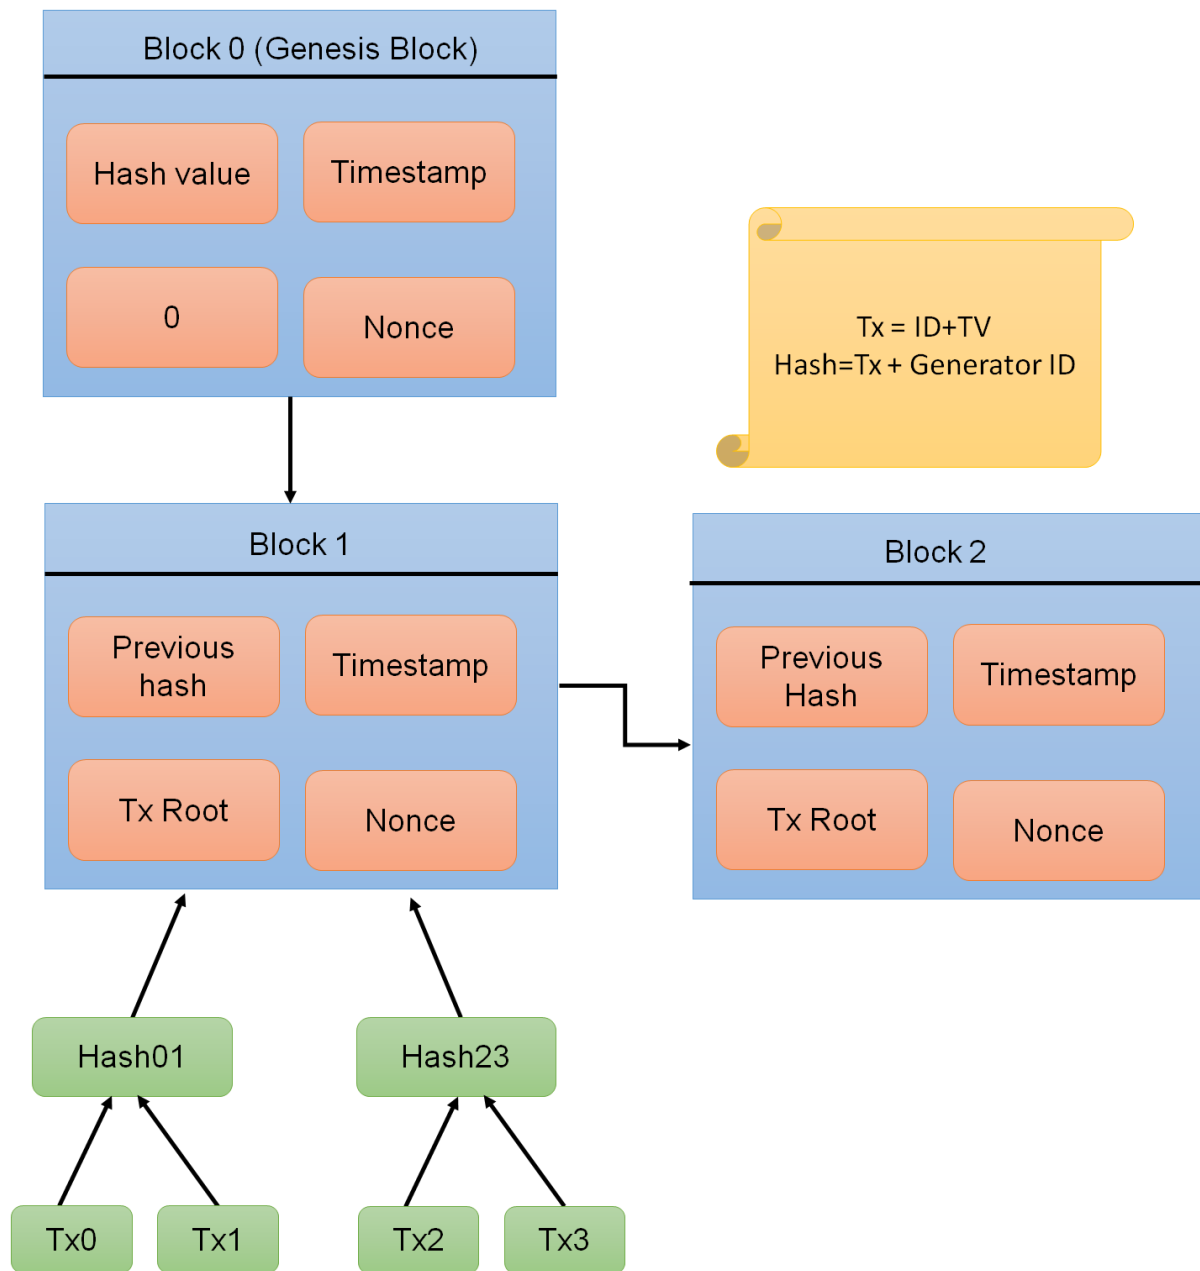 Block 0 (Genesis Block)
Hash value
Timestamp
0
Nonce
Tx = ID+TV
Hash=Tx + Generator ID
Block 1
Previous
hash
Timestamp
Tx Root
Nonce
Block 2
Previous
Hash
Timestamp
Tx Root
Nonce
Hash01
Hash23
Tx0
Tx1
Tx2
Tx3